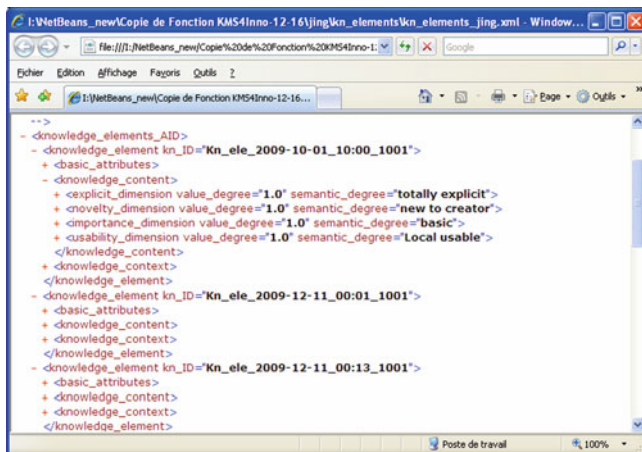 I:\NetBeans_new\Copie de Fonction KMS4Inno-12-16\jing\kn_elements\kn_elements_jing.xml - Window...
file:///I:/NetBeans_new/Copie%20de%20Fonction%20KMS4Inno-1:
Google
Fichier Edition Affichage Favoris Outils ?
I:\NetBeans_new\Copie de Fonction KMS4Inno-12-16...
Page Outils »
-->
- <knowledge_elements_AID>
- <knowledge_element kn_ID="Kn_ele_2009-10-01_10:00_1001">
+ <basic_attributes>
- <knowledge_content>
+ <explicit_dimension value_degree="1.0" semantic_degree="totally explicit">
+ <novelty_dimension value_degree="1.0" semantic_degree="new to creator">
+ <importance_dimension value_degree="1.0" semantic_degree="basic">
+ <usability_dimension value_degree="1.0" semantic_degree="Local usable">
</knowledge_content>
+ <knowledge_context>
</knowledge_element>
- <knowledge_element kn_ID="Kn_ele_2009-12-11_00:01_1001">
+ <basic_attributes>
+ <knowledge_content>
+ <knowledge_context>
</knowledge_element>
- <knowledge_element kn_ID="Kn_ele_2009-12-11_00:13_1001">
+ <basic_attributes>
+ <knowledge_content>
+ <knowledge_context>
</knowledge_element>
Poste de travail 100%